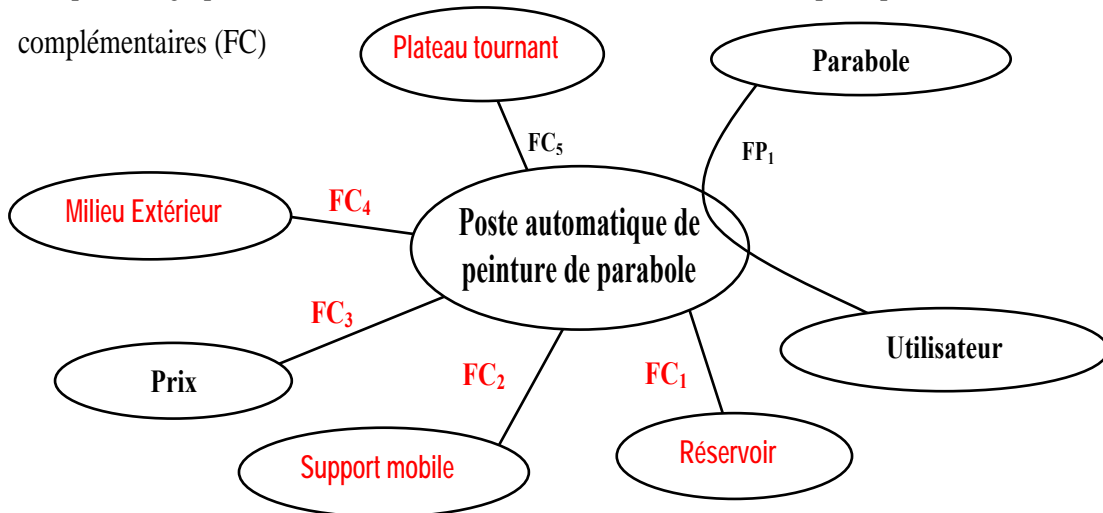 complémentaires (FC)
Plateau tournant
Parabole
FC₅
FP₁
Milieu Extérieur
FC₄
Poste automatique de
peinture de parabole
FC₃
Utilisateur
Prix
FC₂
FC₁
Support mobile
Réservoir